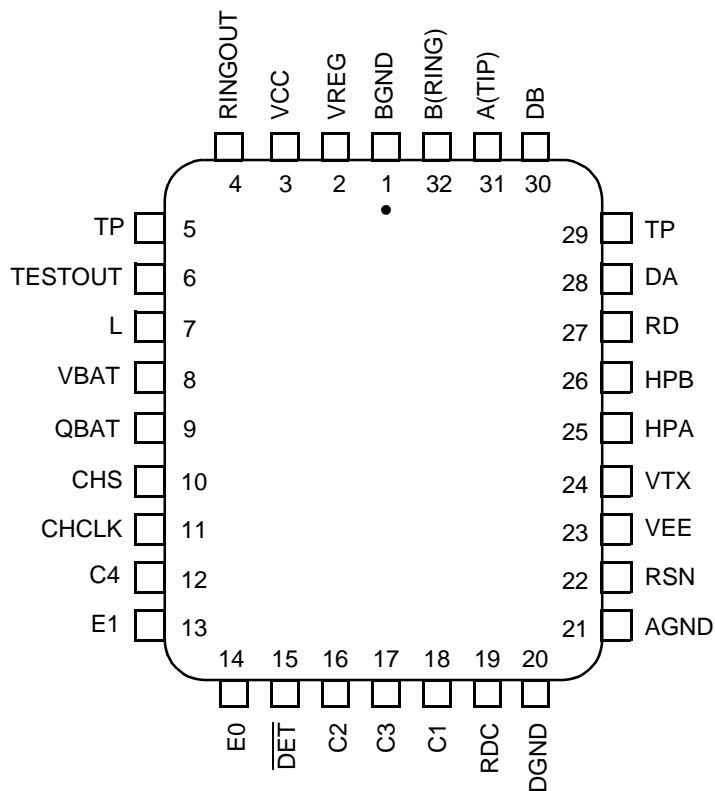 RINGOUT
VCC
VREG
BGND
B(RING)
A(TIP)
DB
4 3 2 1 32 31 30
TP 5
29 TP
TESTOUT 6
28 DA
L 7
27 RD
VBAT 8
26 HPB
QBAT 9
25 HPA
CHS 10
24 VTX
CHCLK 11
23 VEE
C4 12
22 RSN
E1 13
21 AGND
14 15 16 17 18 19 20
E0
DET
C2
C3
C1
RDC
DGND